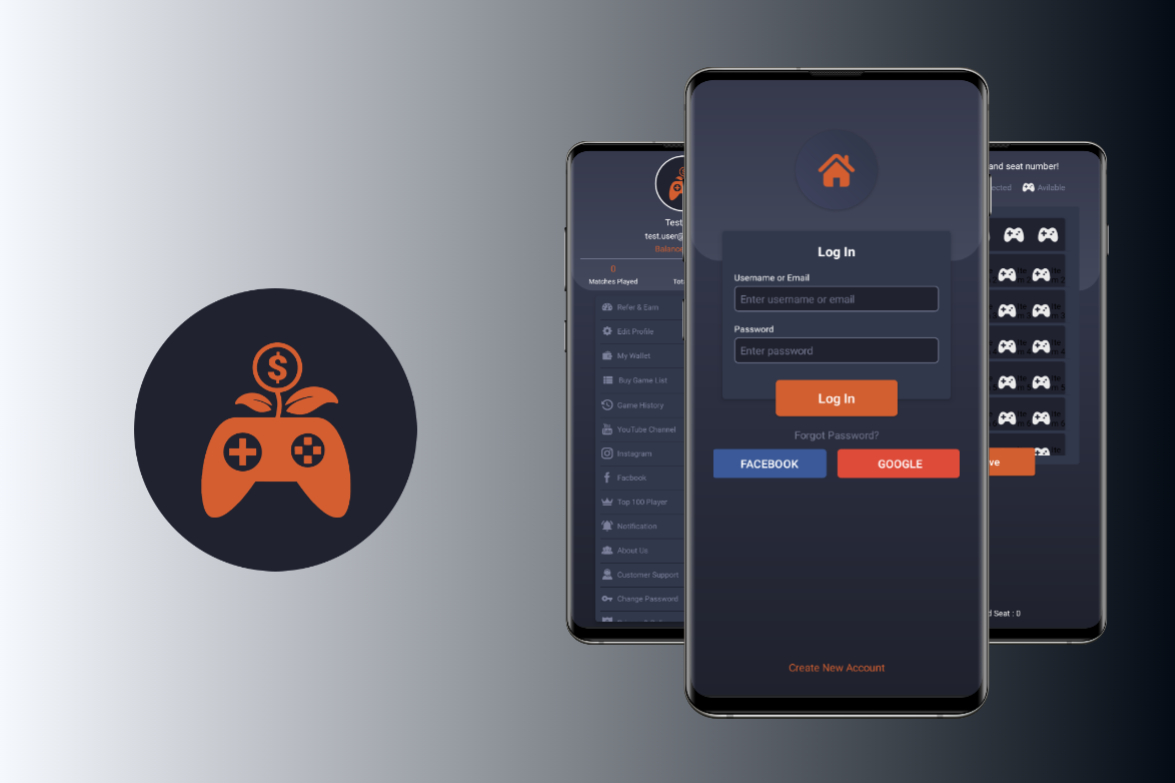 $
Test
test.user@
Balance
0
Matches Played
Tot
Refer & Earn
Edit Profile
My Wallet
Buy Game List
Game History
YouTube Channel
Instagram
Facbook
Top 100 Player
Notification
About Us
Customer Support
Change Password
Log In
Username or Email
Enter username or email
Password
Enter password
Log In
Forgot Password?
FACEBOOK
GOOGLE
Create New Account
and seat number!
ected
Avilable
ve
d Seat : 0